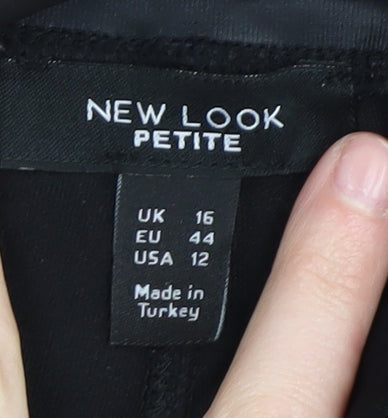 NEW LOOK
PETITE
UK 16
EU 44
USA 12
Made in
Turkey